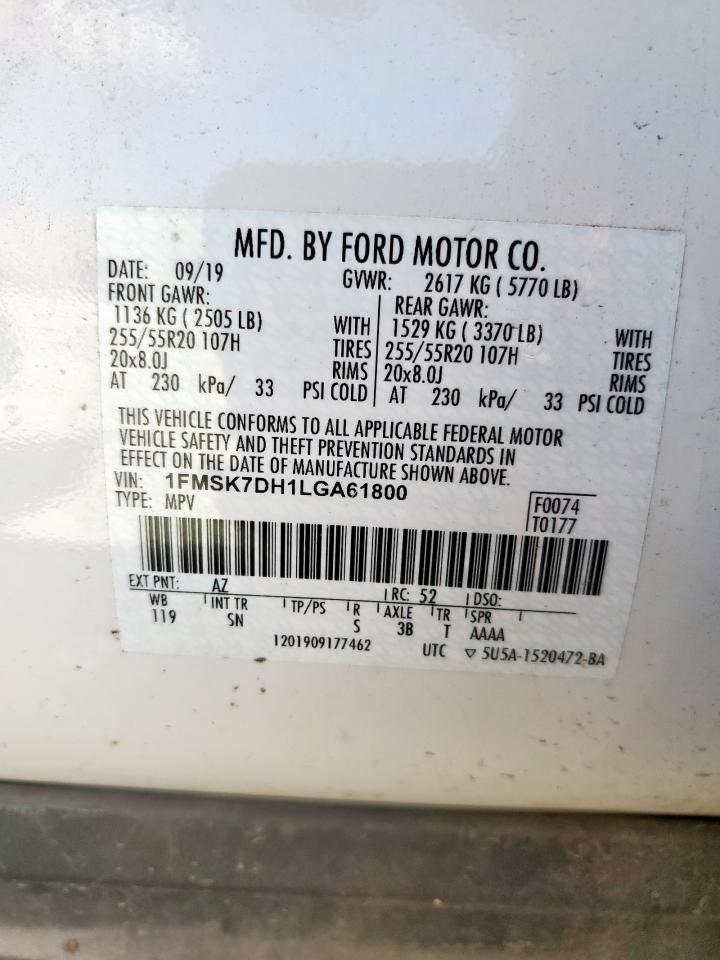 MFD. BY FORD MOTOR CO.
DATE: 09/19 GVWR: 2617 KG ( 5770 LB)
FRONT GAWR: REAR GAWR:
1136 KG ( 2505 LB) WITH 1529 KG ( 3370 LB) WITH
255/55R20 107H TIRES 255/55R20 107H TIRES
20x8.0J RIMS 20x8.0J RIMS
AT 230 kPa/ 33 PSI COLD AT 230 kPa/ 33 PSI COLD
THIS VEHICLE CONFORMS TO ALL APPLICABLE FEDERAL MOTOR
VEHICLE SAFETY AND THEFT PREVENTION STANDARDS IN
EFFECT ON THE DATE OF MANUFACTURE SHOWN ABOVE.
VIN: 1FMSK7DH1LGA61800
TYPE: MPV
F0074
T0177
EXT PNT: AZ RC: 52 DSO:
WB INT TR TP/PS R AXLE TR SPR
119 SN S 3B T AAAA
1201909177462 UTC ▽ 5U5A-1520472-BA